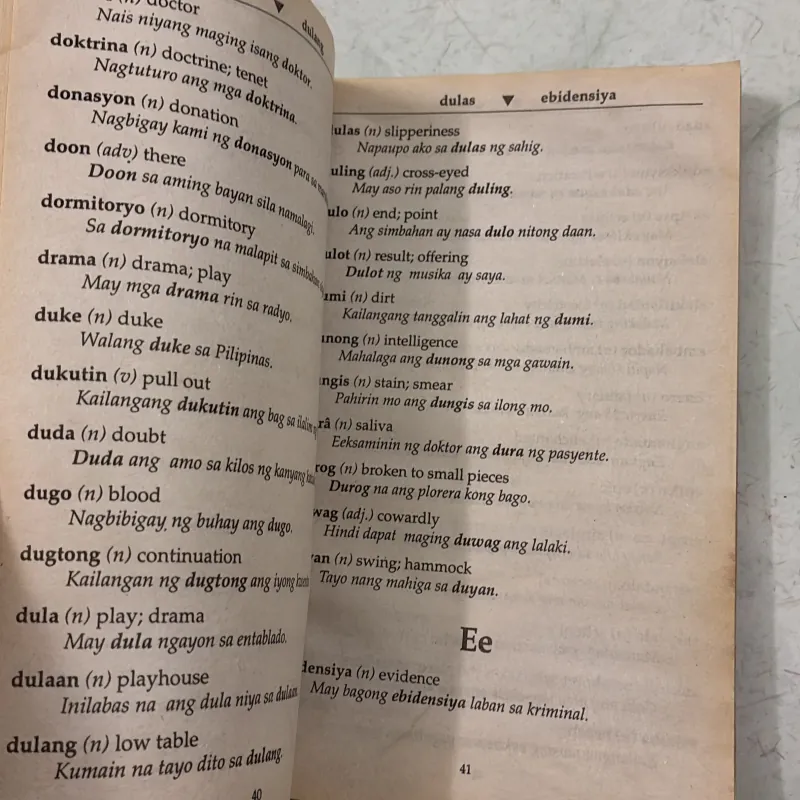 (n) doctor
Nais niyang maging isang doktor.
doktrina (n) doctrine; tenet
Nagtuturo ang mga doktrina.
donasyon (n) donation
Nagbigay kami ng donasyon para sa
doon (adv) there
Doon sa aming bayan sila namalagi.
dormitoryo (n) dormitory
Sa dormitoryo na malapit sa simbahan
drama (n) drama; play
May mga drama rin sa radyo.
duke (n) duke
Walang duke sa Pilipinas.
dukutin (v) pull out
Kailangang dukutin ang bag sa ilalim
duda (n) doubt
Duda ang amo sa kilos ng kanyang
dugo (n) blood
Nagbibigay ng buhay ang dugo.
dugtong (n) continuation
Kailangan ng dugtong ang iyong
dula (n) play; drama
May dula ngayon sa entablado.
dulaan (n) playhouse
Inilabas na ang dula niya sa dulaan.
dulang (n) low table
Kumain na tayo dito sa dulang.
40
▼ dulang
dulas ▼ ebidensiya
dulas (n) slipperiness
Napaupo ako sa dulas ng sahig.
uling (adj.) cross-eyed
May aso rin palang duling.
ulo (n) end; point
Ang simbahan ay nasa dulo nitong daan.
ulot (n) result; offering
Dulot ng musika ay saya.
umi (n) dirt
Kailangang tanggalin ang lahat ng dumi.
unong (n) intelligence
Mahalaga ang dunong sa mga gawain.
ngis (n) stain; smear
Pahirin mo ang dungis sa ilong mo.
râ (n) saliva
Eeksaminin ng doktor ang dura ng pasyente.
rog (n) broken to small pieces
Durog na ang plorera kong bago.
wag (adj.) cowardly
Hindi dapat maging duwag ang lalaki.
yan (n) swing; hammock
Tayo nang mahiga sa duyan.
Ee
densiya (n) evidence
May bagong ebidensiya laban sa kriminal.
41